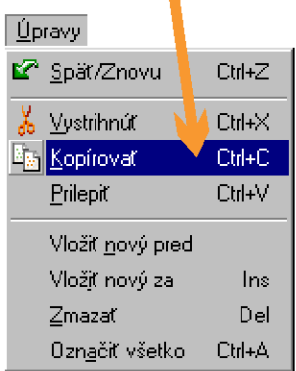 Úpravy
Späť/Znovu Ctrl+Z
Vystrihnúť Ctrl+X
Kopírovať Ctrl+C
Prilepiť Ctrl+V
Vložiť nový pred
Vložiť nový za Ins
Zmazať Del
Označiť všetko Ctrl+A